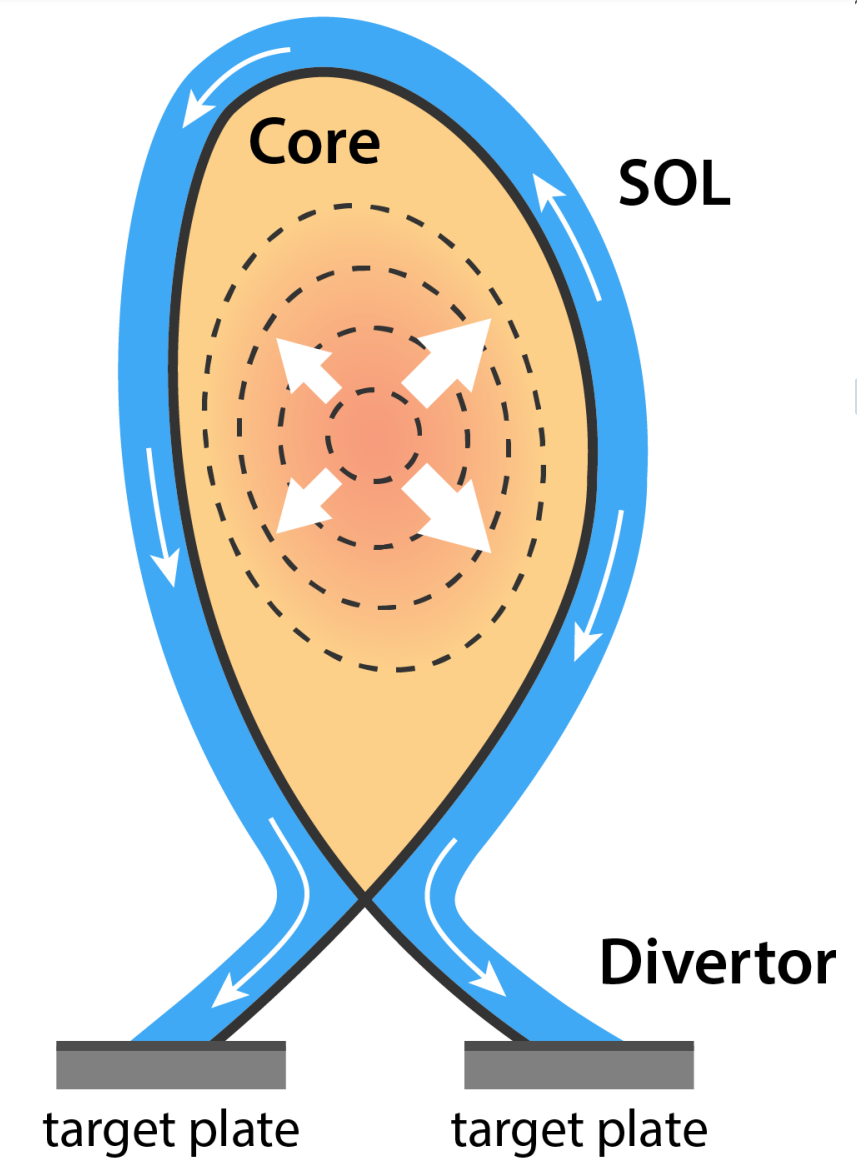 Core
SOL
Divertor
target plate
target plate